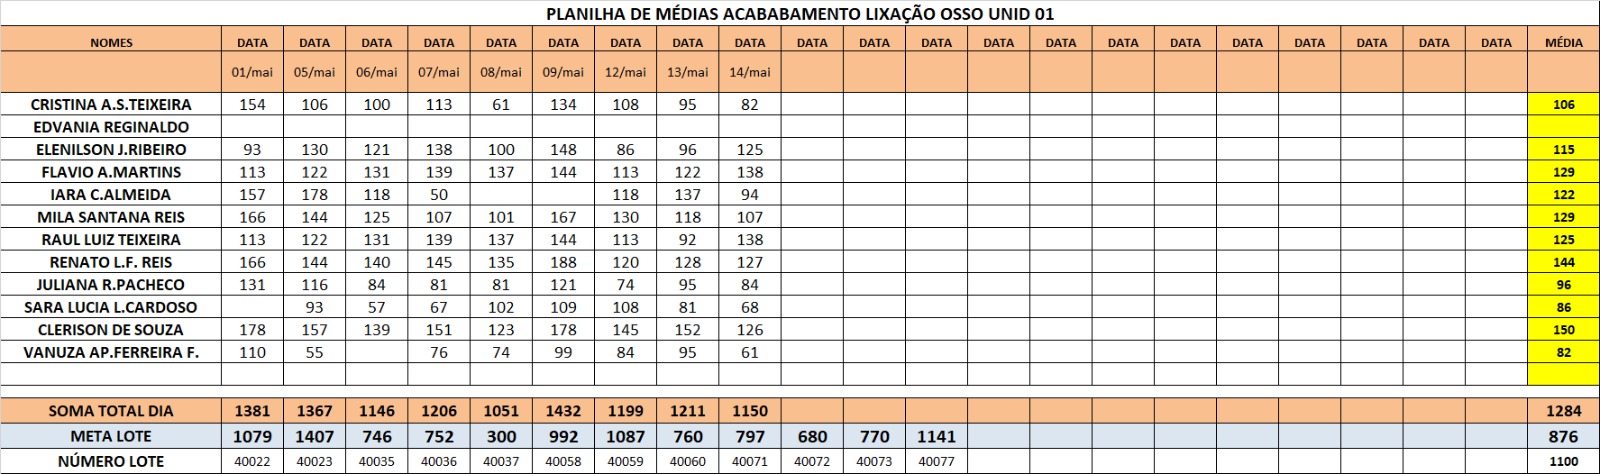 PLANILHA DE MÉDIAS ACABABAMENTO LIXAÇÃO OSSO UNID 01
NOMES DATA DATA DATA DATA DATA DATA DATA DATA DATA DATA DATA DATA DATA DATA DATA DATA DATA DATA DATA DATA DATA MÉDIA
01/mai 05/mai 06/mai 07/mai 08/mai 09/mai 12/mai 13/mai 14/mai
CRISTINA A.S.TEIXEIRA 154 106 100 113 61 134 108 95 82 106
EDVANIA REGINALDO
ELENILSON J.RIBEIRO 93 130 121 138 100 148 86 96 125 115
FLAVIO A.MARTINS 113 122 131 139 137 144 113 122 138 129
IARA C.ALMEIDA 157 178 118 50 118 137 94 122
MILA SANTANA REIS 166 144 125 107 101 167 130 118 107 129
RAUL LUIZ TEIXEIRA 113 122 131 139 137 144 113 92 138 125
RENATO L.F. REIS 166 144 140 145 135 188 120 128 127 144
JULIANA R.PACHECO 131 116 84 81 81 121 74 95 84 96
SARA LUCIA L.CARDOSO 93 57 67 102 109 108 81 68 86
CLERISON DE SOUZA 178 157 139 151 123 178 145 152 126 150
VANUZA AP.FERREIRA F. 110 55 76 74 99 84 95 61 82
SOMA TOTAL DIA 1381 1367 1146 1206 1051 1432 1199 1211 1150 1284
META LOTE 1079 1407 746 752 300 992 1087 760 797 680 770 1141 876
NÚMERO LOTE 40022 40023 40035 40036 40037 40058 40059 40060 40071 40072 40073 40077 1100